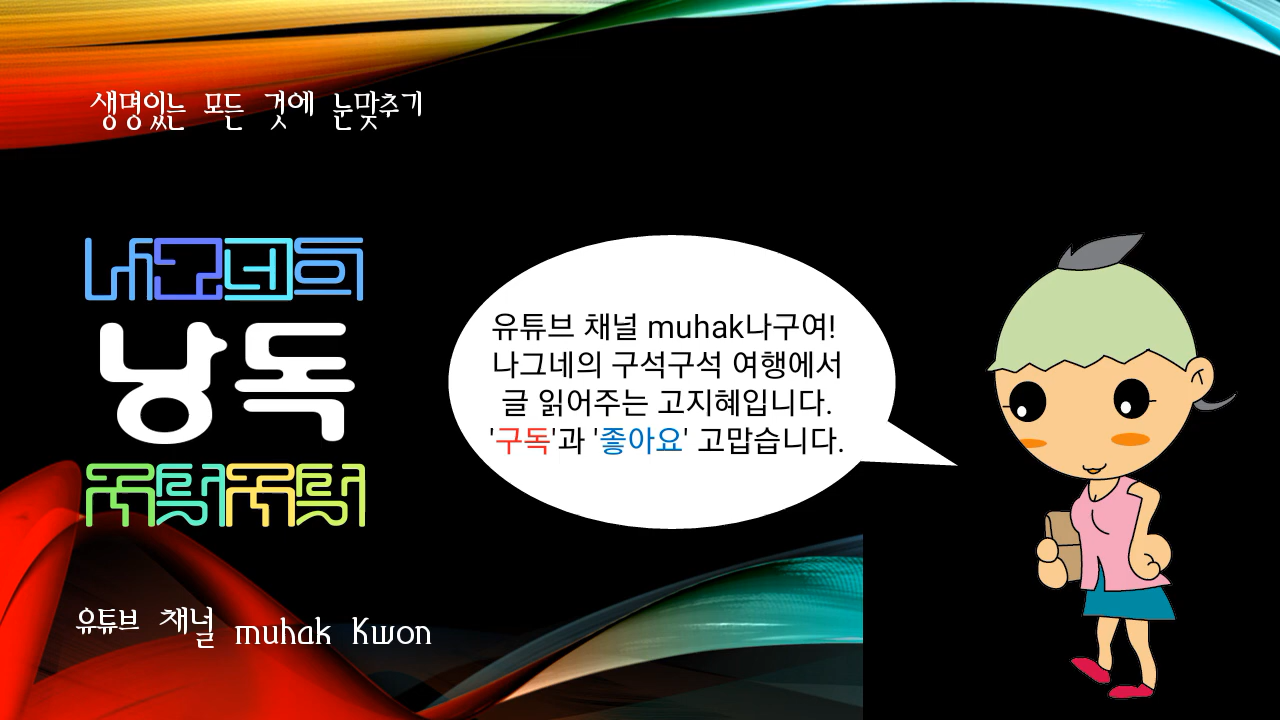 생명있는 모든 것에 눈맞추기
나그네의
낭독
구석구석
유튜브 채널 muhak나구여!
나그네의 구석구석 여행에서
글 읽어주는 고지혜입니다.
'구독'과 '좋아요' 고맙습니다.
유튜브 채널 muhak Kwon